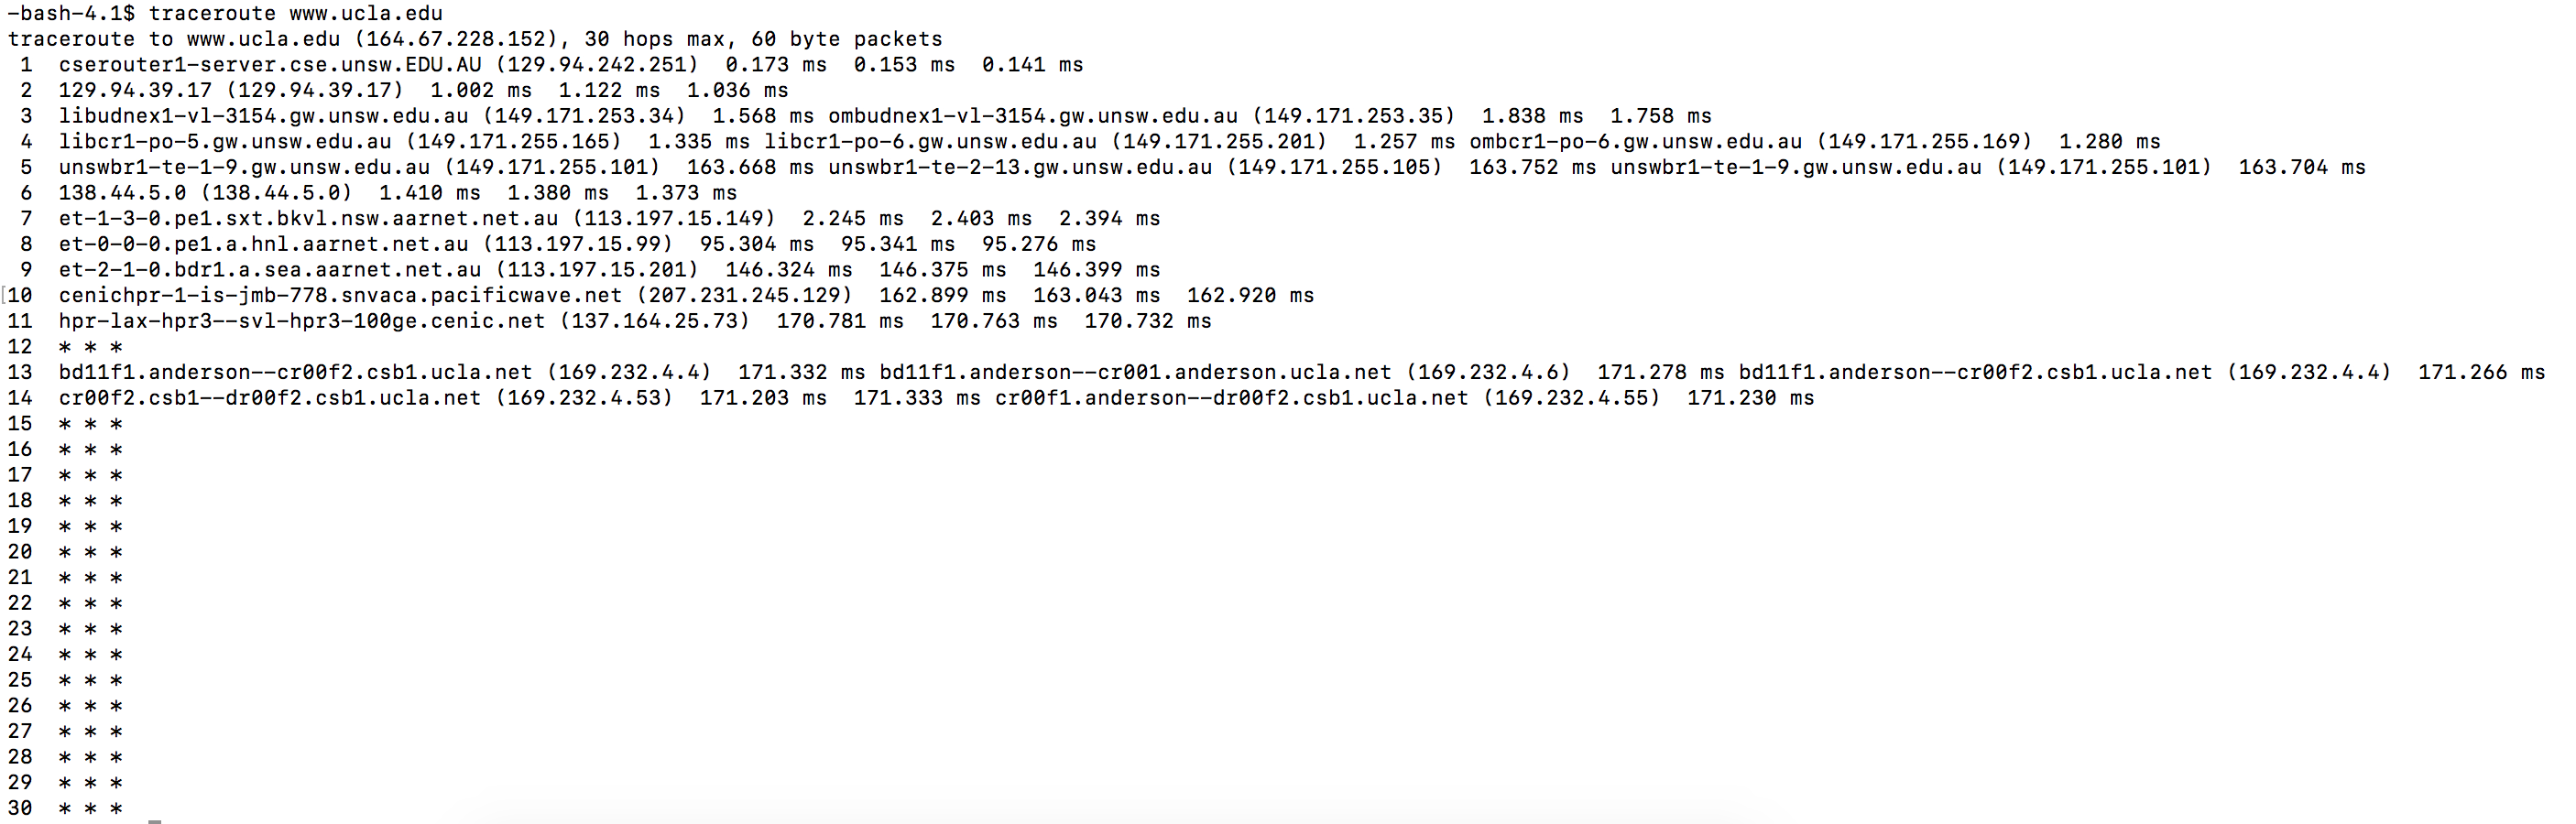 -bash-4.1$ traceroute www.ucla.edu
traceroute to www.ucla.edu (164.67.228.152), 30 hops max, 60 byte packets
 1  cserouter1-server.cse.unsw.EDU.AU (129.94.242.251)  0.173 ms  0.153 ms  0.141 ms
 2  129.94.39.17 (129.94.39.17)  1.002 ms  1.122 ms  1.036 ms
 3  libudnex1-vl-3154.gw.unsw.edu.au (149.171.253.34)  1.568 ms ombudnex1-vl-3154.gw.unsw.edu.au (149.171.253.35)  1.838 ms  1.758 ms
 4  libcr1-po-5.gw.unsw.edu.au (149.171.255.165)  1.335 ms libcr1-po-6.gw.unsw.edu.au (149.171.255.201)  1.257 ms ombcr1-po-6.gw.unsw.edu.au (149.171.255.169)  1.280 ms
 5  unswbr1-te-1-9.gw.unsw.edu.au (149.171.255.101)  163.668 ms unswbr1-te-2-13.gw.unsw.edu.au (149.171.255.105)  163.752 ms unswbr1-te-1-9.gw.unsw.edu.au (149.171.255.101)  163.704 ms
 6  138.44.5.0 (138.44.5.0)  1.410 ms  1.380 ms  1.373 ms
 7  et-1-3-0.pe1.sxt.bkvl.nsw.aarnet.net.au (113.197.15.149)  2.245 ms  2.403 ms  2.394 ms
 8  et-0-0-0.pe1.a.hnl.aarnet.net.au (113.197.15.99)  95.304 ms  95.341 ms  95.276 ms
 9  et-2-1-0.bdr1.a.sea.aarnet.net.au (113.197.15.201)  146.324 ms  146.375 ms  146.399 ms
[10  cenichpr-1-is-jmb-778.snvaca.pacificwave.net (207.231.245.129)  162.899 ms  163.043 ms  162.920 ms
11  hpr-lax-hpr3--svl-hpr3-100ge.cenic.net (137.164.25.73)  170.781 ms  170.763 ms  170.732 ms
12  * * *
13  bd11f1.anderson--cr00f2.csb1.ucla.net (169.232.4.4)  171.332 ms bd11f1.anderson--cr001.anderson.ucla.net (169.232.4.6)  171.278 ms bd11f1.anderson--cr00f2.csb1.ucla.net (169.232.4.4)  171.266 ms
14  cr00f2.csb1--dr00f2.csb1.ucla.net (169.232.4.53)  171.203 ms  171.333 ms cr00f1.anderson--dr00f2.csb1.ucla.net (169.232.4.55)  171.230 ms
15  * * *
16  * * *
17  * * *
18  * * *
19  * * *
20  * * *
21  * * *
22  * * *
23  * * *
24  * * *
25  * * *
26  * * *
27  * * *
28  * * *
29  * * *
30  * * *